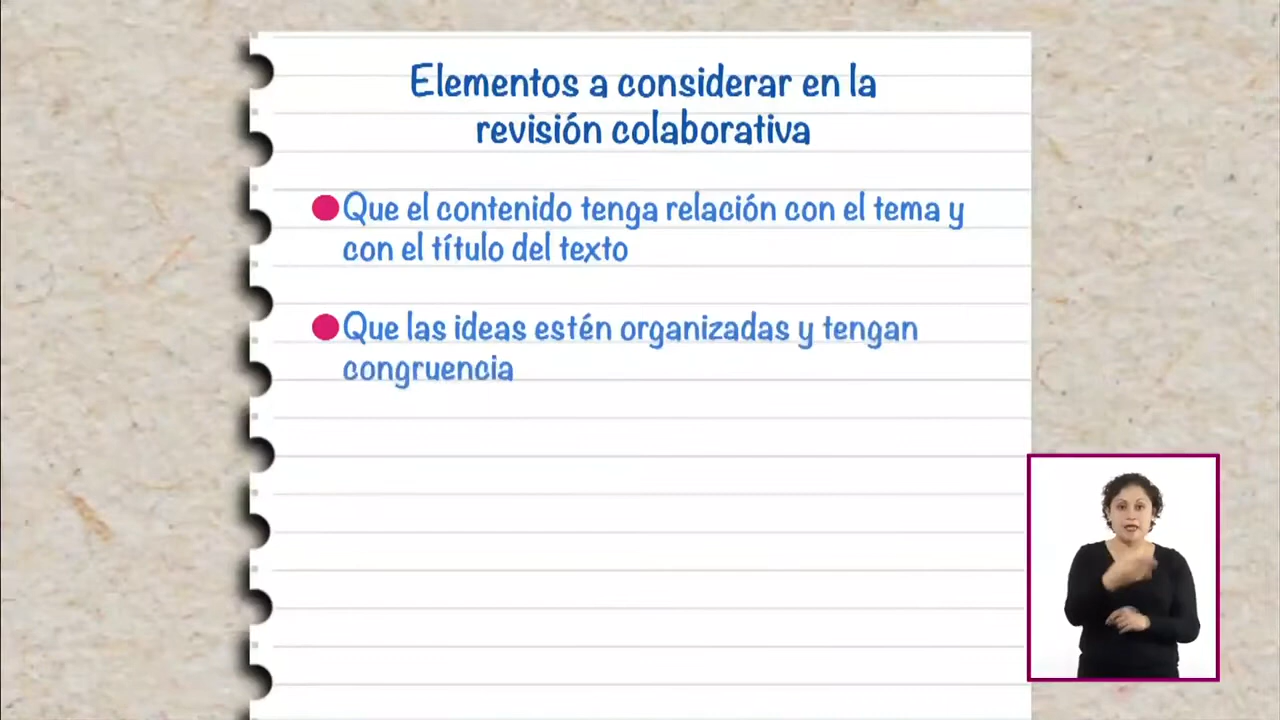 Elementos a considerar en la
revisión colaborativa
Que el contenido tenga relación con el tema y
con el título del texto
Que las ideas estén organizadas y tengan
congruencia